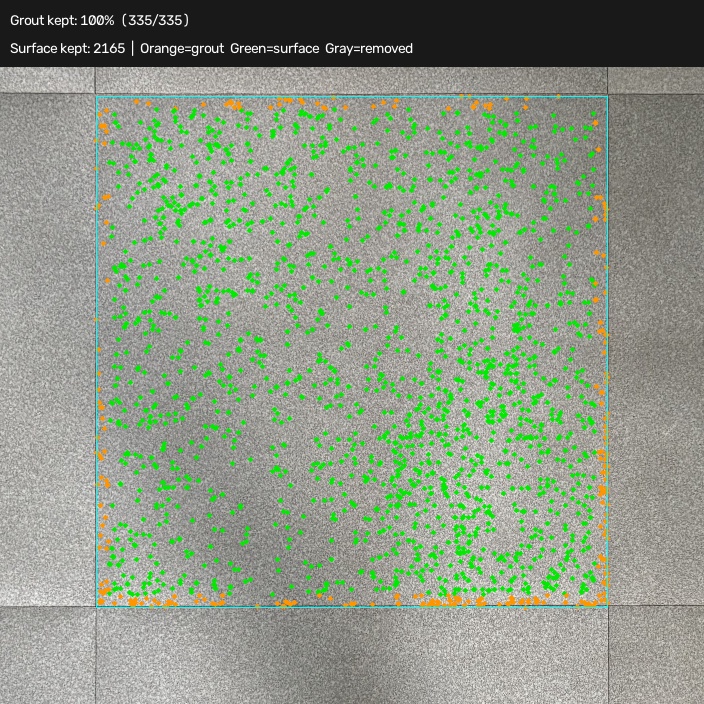 Grout kept: 100% (335/335)
Surface kept: 2165 | Orange=grout Green=surface Gray=removed